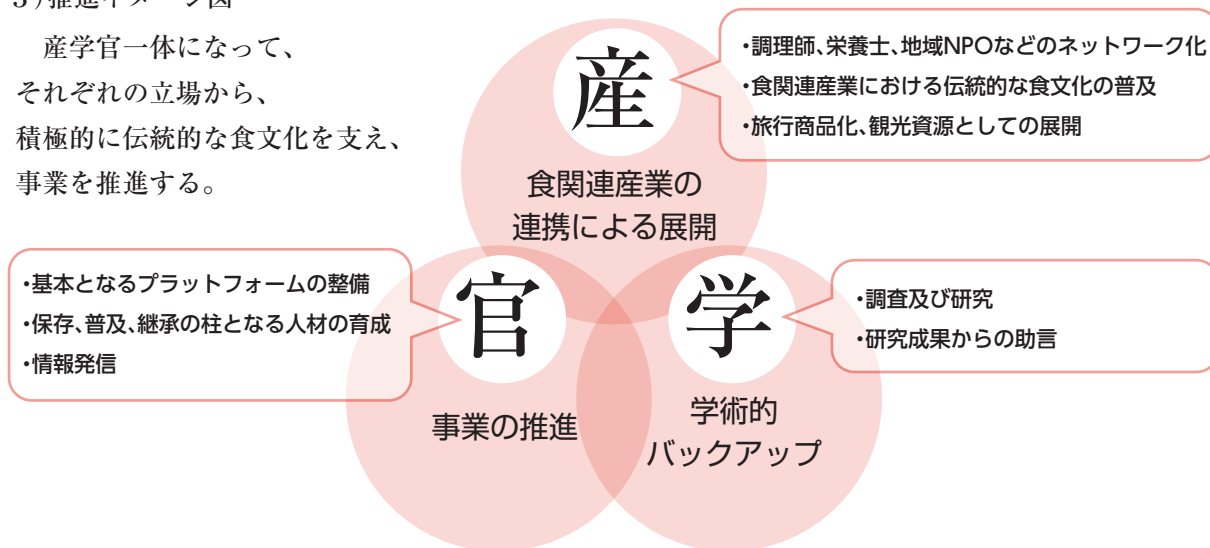 3)推進イメージ図
産学官一体になって、
それぞれの立場から、
積極的に伝統的な食文化を支え、
事業を推進する。
産
食関連産業の
連携による展開
・調理師、栄養士、地域NPOなどのネットワーク化
・食関連産業における伝統的な食文化の普及
・旅行商品化、観光資源としての展開
官
事業の推進
・基本となるプラットフォームの整備
・保存、普及、継承の柱となる人材の育成
・情報発信
学
学術的
バックアップ
・調査及び研究
・研究成果からの助言